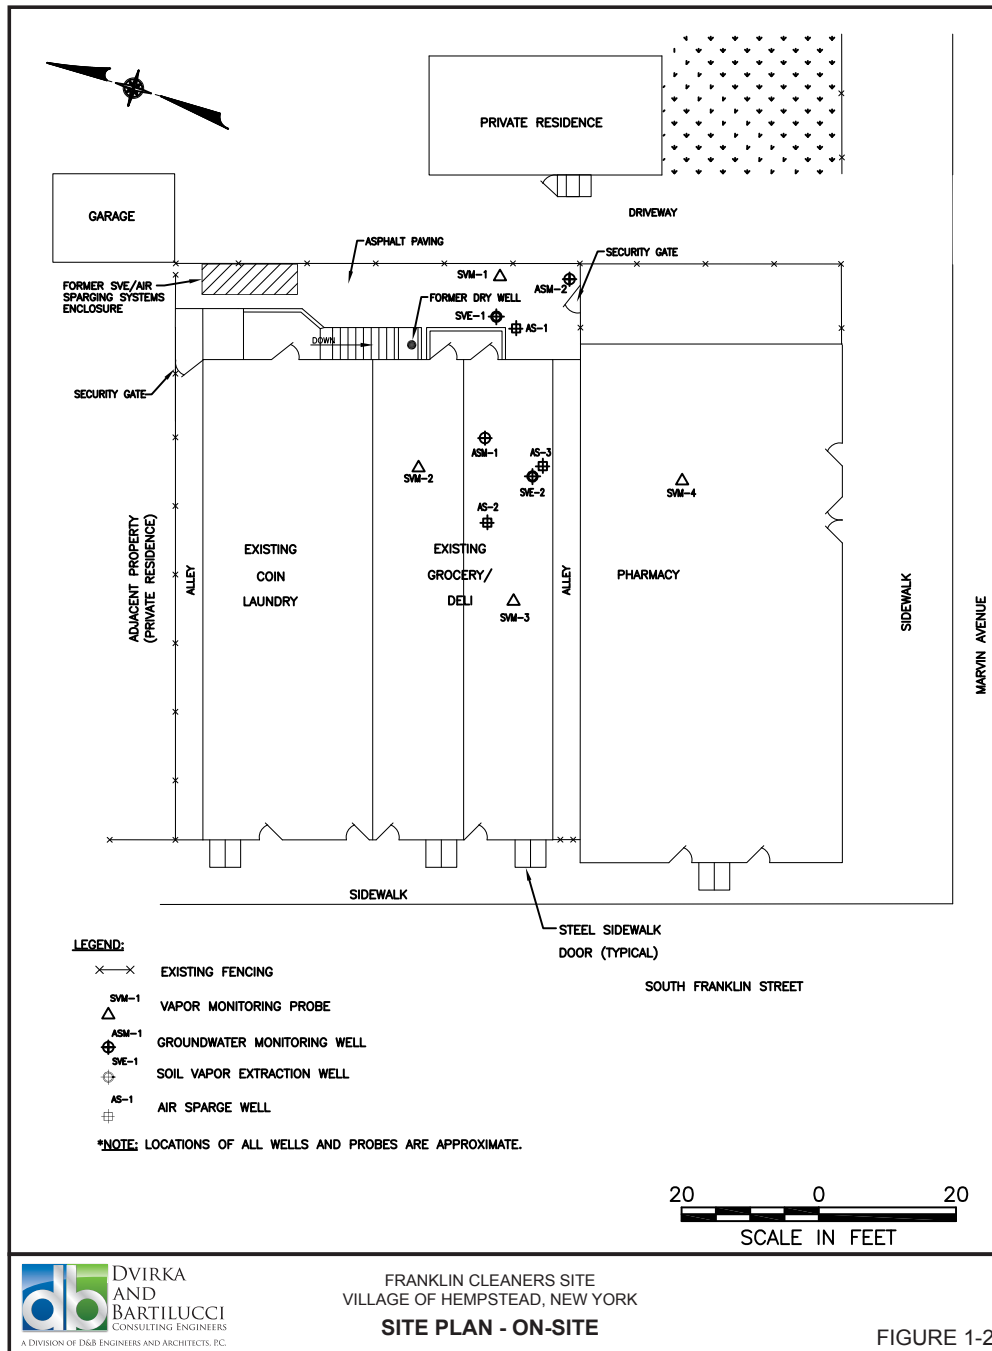 PRIVATE RESIDENCE
GARAGE
DRIVEWAY
ASPHALT PAVING
SECURITY GATE
SVM-1
ASM-2
FORMER SVE/AIR
SPARGING SYSTEMS
ENCLOSURE
FORMER DRY WELL
SVE-1
AS-1
DOWN
SECURITY GATE
ASM-1
AS-3
SVM-2
SVE-2
SVM-4
AS-2
ADJACENT PROPERTY
(PRIVATE RESIDENCE)
ALLEY
EXISTING
COIN
LAUNDRY
EXISTING
GROCERY/
DELI
SVM-3
ALLEY
PHARMACY
SIDEWALK
MARVIN AVENUE
SIDEWALK
STEEL SIDEWALK
DOOR (TYPICAL)
SOUTH FRANKLIN STREET
LEGEND:
EXISTING FENCING
SVM-1
VAPOR MONITORING PROBE
ASM-1
GROUNDWATER MONITORING WELL
SVE-1
SOIL VAPOR EXTRACTION WELL
AS-1
AIR SPARGE WELL
*NOTE: LOCATIONS OF ALL WELLS AND PROBES ARE APPROXIMATE.
20 0 20
SCALE IN FEET
db
DVIRKA
AND
BARTILUCCI
CONSULTING ENGINEERS
A DIVISION OF D&B ENGINEERS AND ARCHITECTS, P.C.
FRANKLIN CLEANERS SITE
VILLAGE OF HEMPSTEAD, NEW YORK
SITE PLAN - ON-SITE
FIGURE 1-2